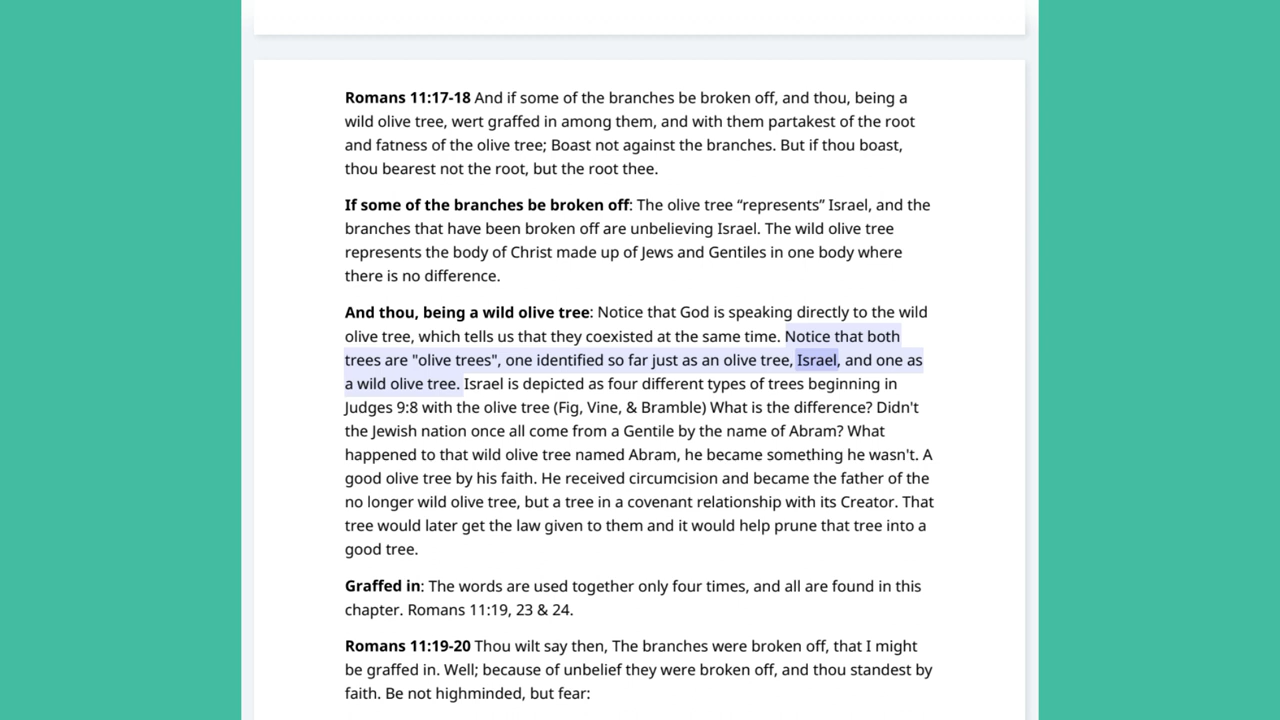 Romans 11:17-18 And if some of the branches be broken off, and thou, being a
wild olive tree, wert graffed in among them, and with them partakest of the root
and fatness of the olive tree; Boast not against the branches. But if thou boast,
thou bearest not the root, but the root thee.
If some of the branches be broken off: The olive tree “represents” Israel, and the
branches that have been broken off are unbelieving Israel. The wild olive tree
represents the body of Christ made up of Jews and Gentiles in one body where
there is no difference.
And thou, being a wild olive tree: Notice that God is speaking directly to the wild
olive tree, which tells us that they coexisted at the same time. Notice that both
trees are "olive trees", one identified so far just as an olive tree, Israel, and one as
a wild olive tree. Israel is depicted as four different types of trees beginning in
Judges 9:8 with the olive tree (Fig, Vine, & Bramble) What is the difference? Didn't
the Jewish nation once all come from a Gentile by the name of Abram? What
happened to that wild olive tree named Abram, he became something he wasn't. A
good olive tree by his faith. He received circumcision and became the father of the
no longer wild olive tree, but a tree in a covenant relationship with its Creator. That
tree would later get the law given to them and it would help prune that tree into a
good tree.
Graffed in: The words are used together only four times, and all are found in this
chapter. Romans 11:19, 23 & 24.
Romans 11:19-20 Thou wilt say then, The branches were broken off, that I might
be graffed in. Well; because of unbelief they were broken off, and thou standest by
faith. Be not highminded, but fear: